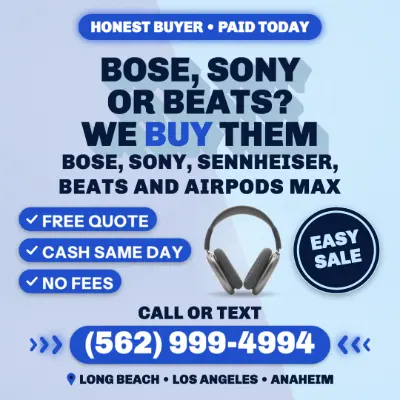 HONEST BUYER • PAID TODAY
BOSE, SONY
OR BEATS?
WE BUY THEM
BOSE, SONY, SENNHEISER,
BEATS AND AIRPODS MAX
FREE QUOTE
CASH SAME DAY
NO FEES
EASY
SALE
CALL OR TEXT
(562) 999-4994
LONG BEACH • LOS ANGELES • ANAHEIM